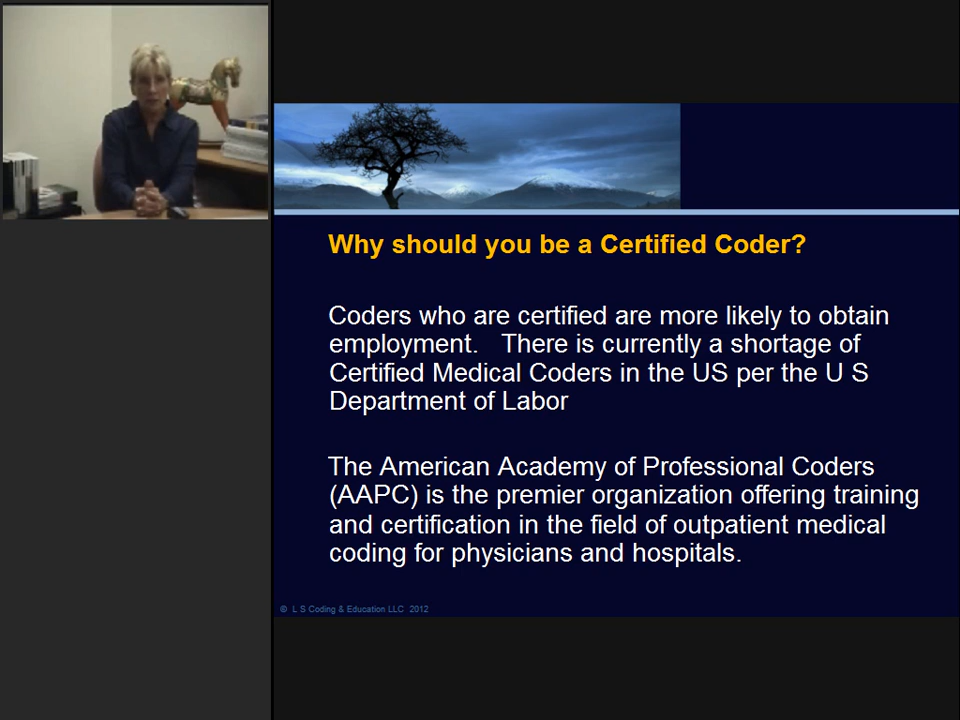 Why should you be a Certified Coder?
Coders who are certified are more likely to obtain
employment.   There is currently a shortage of
Certified Medical Coders in the US per the U S
Department of Labor
The American Academy of Professional Coders
(AAPC) is the premier organization offering training
and certification in the field of outpatient medical
coding for physicians and hospitals.
© L S Coding & Education LLC 2012